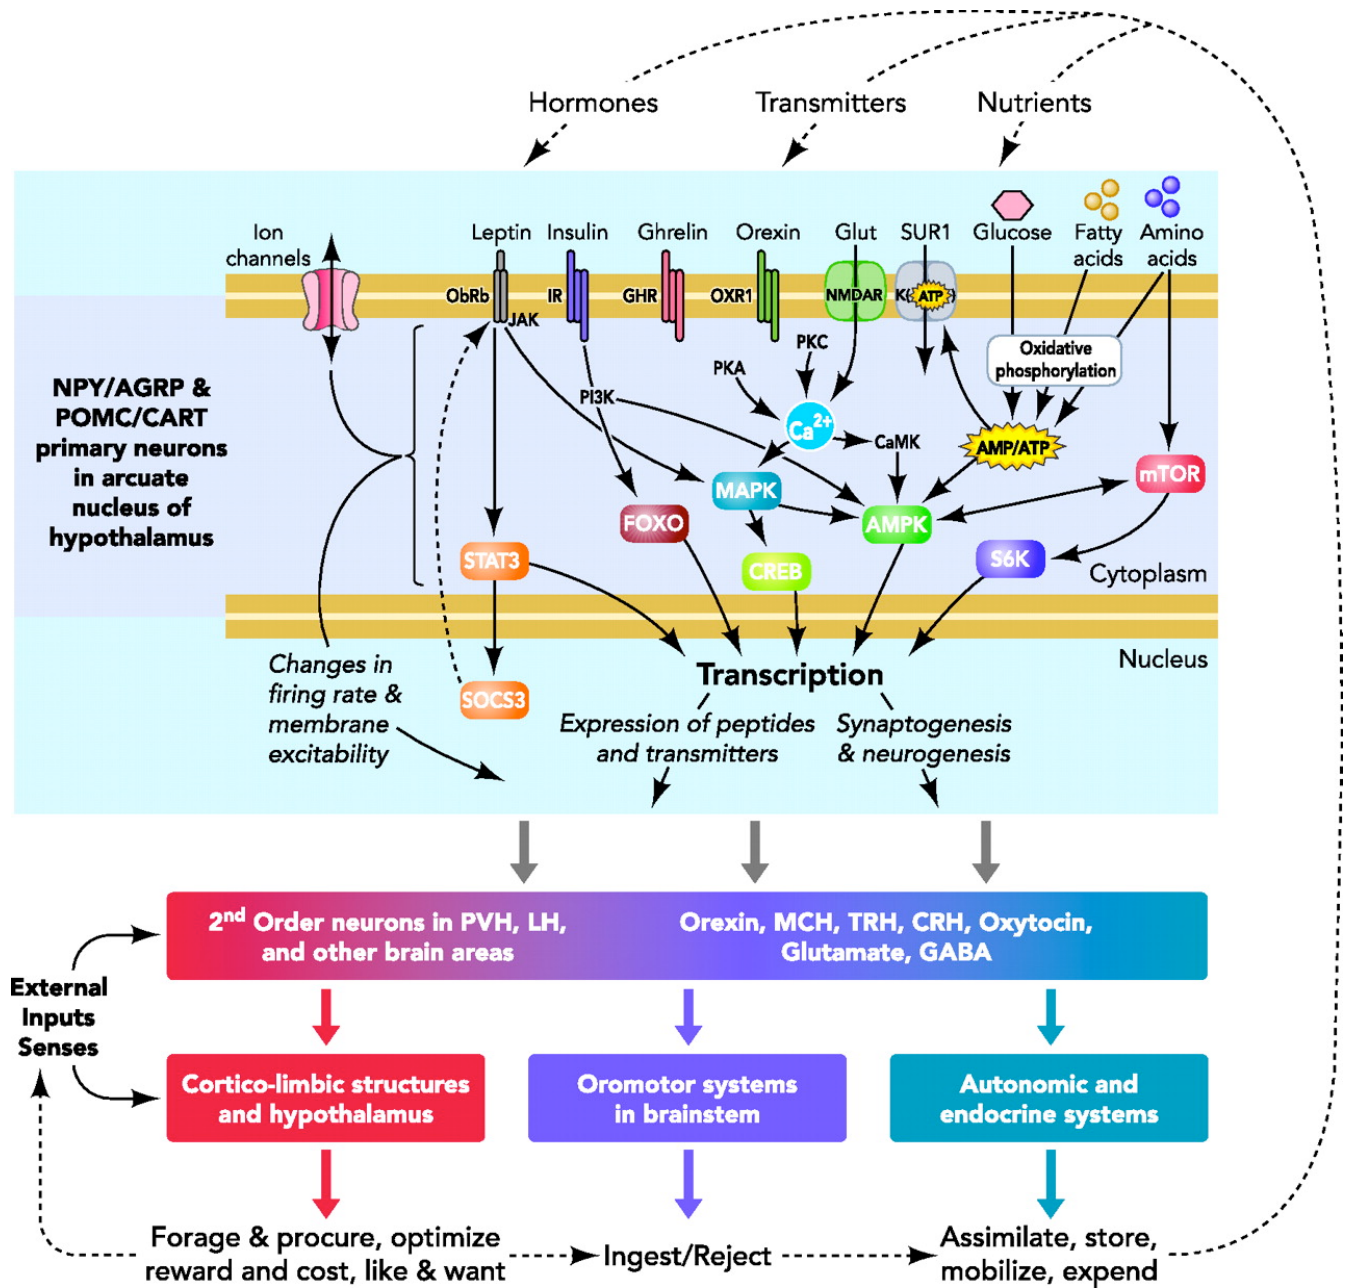 Hormones
Transmitters
Nutrients
Ion
channels
Leptin
Insulin
Ghrelin
Orexin
Glut
SUR1
Glucose
Fatty
acids
Amino
acids
ObRb
JAK
IR
GHR
OXR1
NMDAR
K(ATP)
Oxidative
phosphorylation
PKC
PKA
PI3K
Ca2+
CaMK
AMP/ATP
NPY/AGRP &
POMC/CART
primary neurons
in arcuate
nucleus of
hypothalamus
MAPK
mTOR
FOXO
AMPK
STAT3
CREB
S6K
Cytoplasm
Nucleus
Changes in
firing rate &
membrane
excitability
SOCS3
Transcription
Expression of peptides
and transmitters
Synaptogenesis
& neurogenesis
2nd Order neurons in PVH, LH,
and other brain areas
Orexin, MCH, TRH, CRH, Oxytocin,
Glutamate, GABA
External
Inputs
Senses
Cortico-limbic structures
and hypothalamus
Oromotor systems
in brainstem
Autonomic and
endocrine systems
Forage & procure, optimize
reward and cost, like & want
Ingest/Reject
Assimilate, store,
mobilize, expend